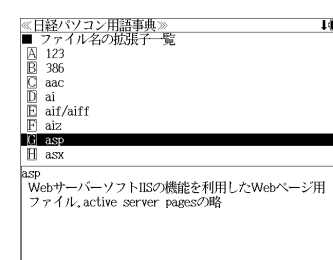 ≪日経パソコン用語事典≫
■ ファイル名の拡張子一覧
A 123
B 386
C aac
D ai
E aif/aiff
F aiz
G asp
H asx
asp
WebサーバーソフトIISの機能を利用したWebページ用
ファイル．active server pagesの略